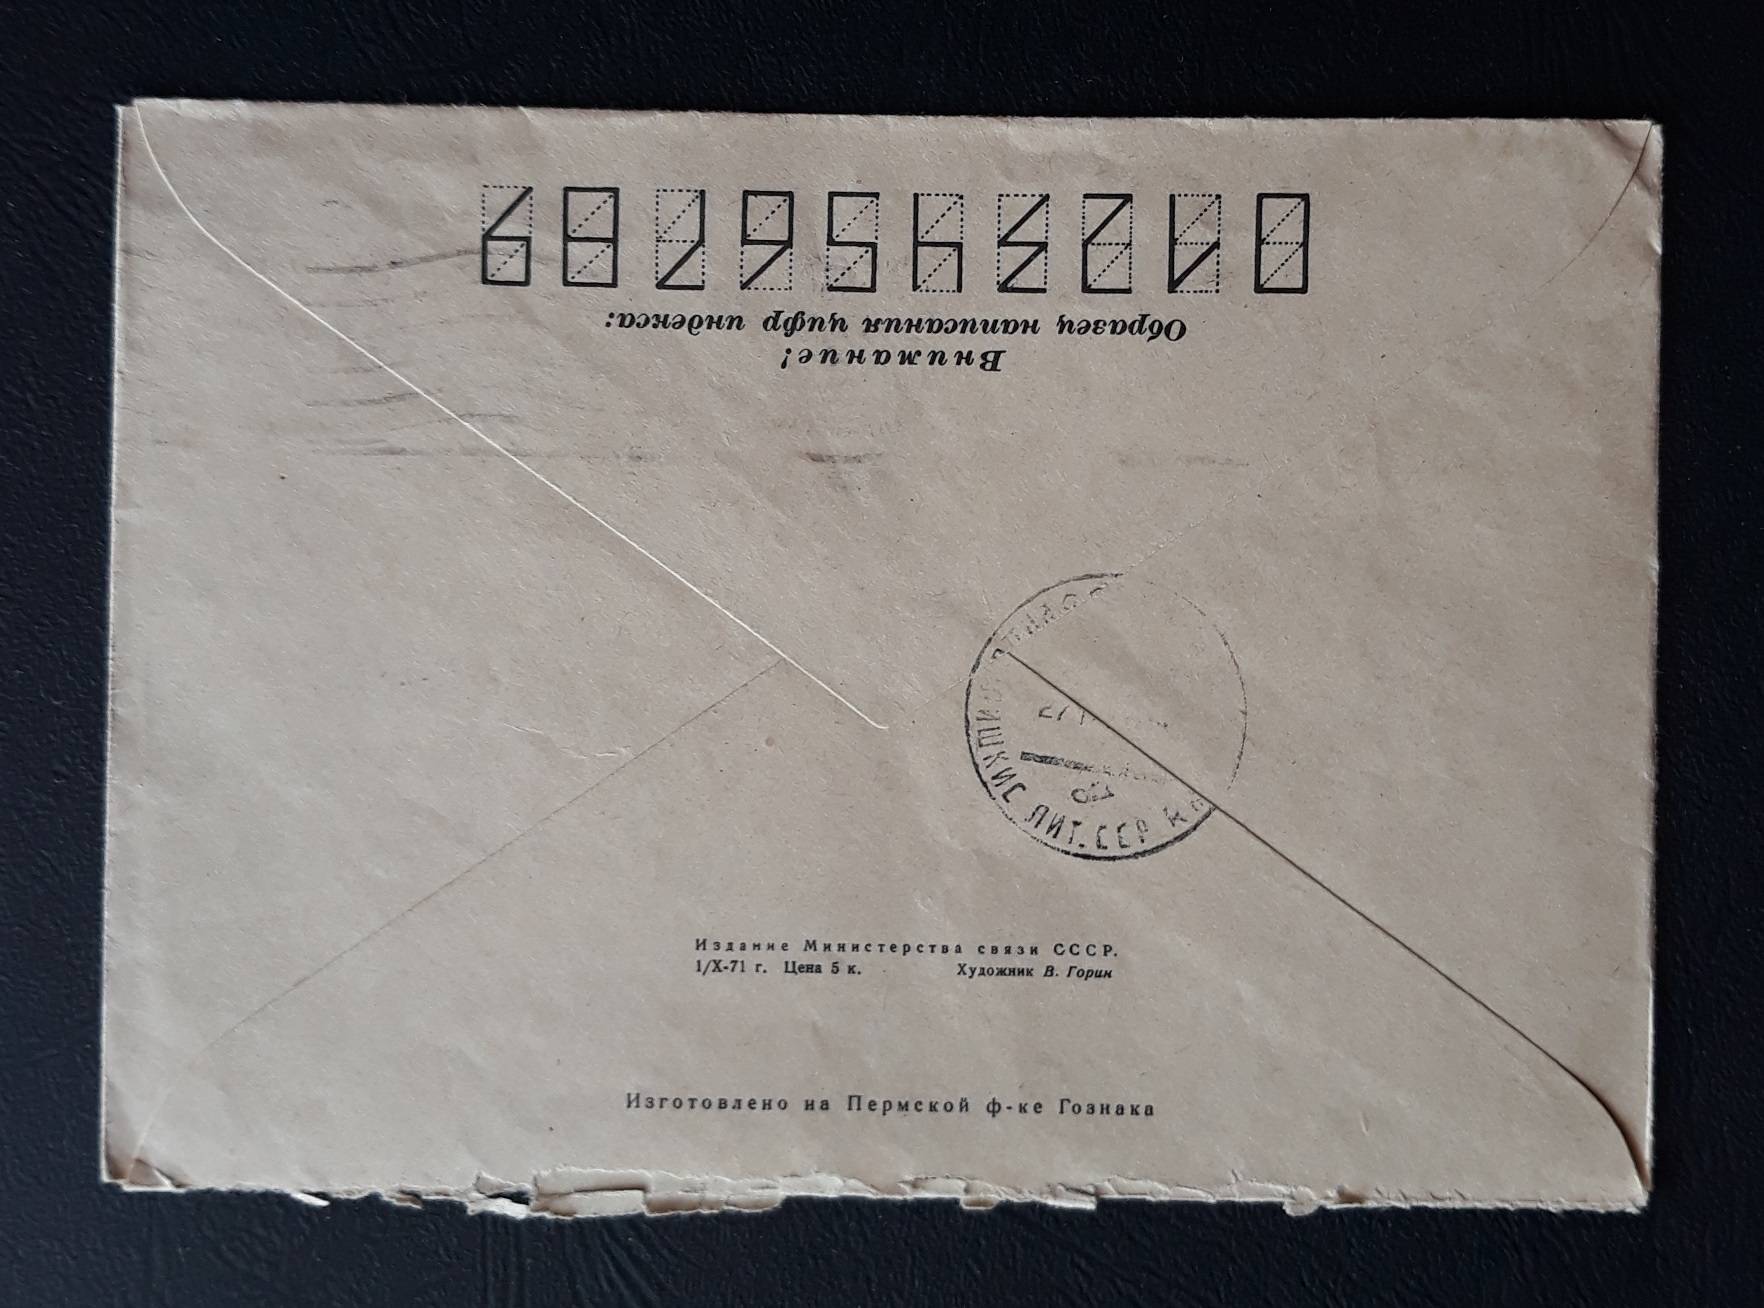 Внимание!
Образец написания цифр индекса:
0123456789
ЛИТ. ССР
Издание Министерства связи СССР.
1/X-71 г. Цена 5 к. Художник В. Горин
Изготовлено на Пермской ф-ке Гознака